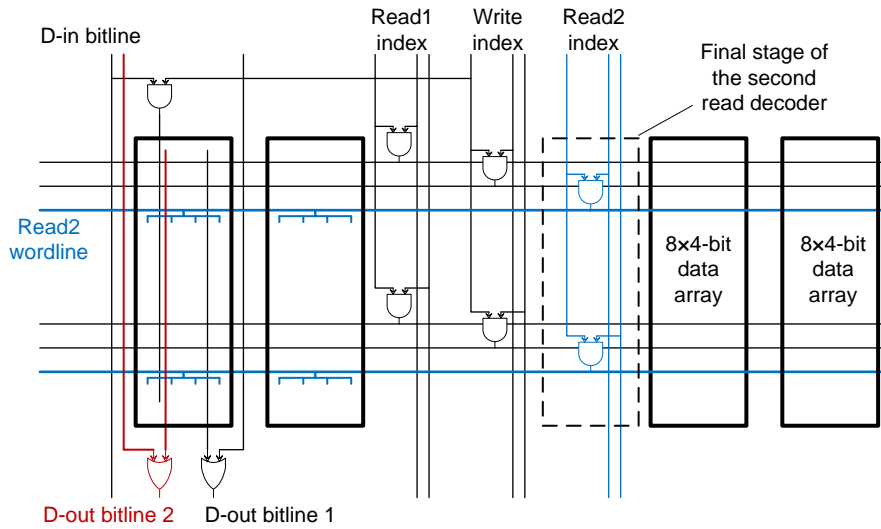 D-in bitline
Read1
index
Write
index
Read2
index
Final stage of
the second
read decoder
Read2
wordline
8×4-bit
data
array
8×4-bit
data
array
D-out bitline 2
D-out bitline 1